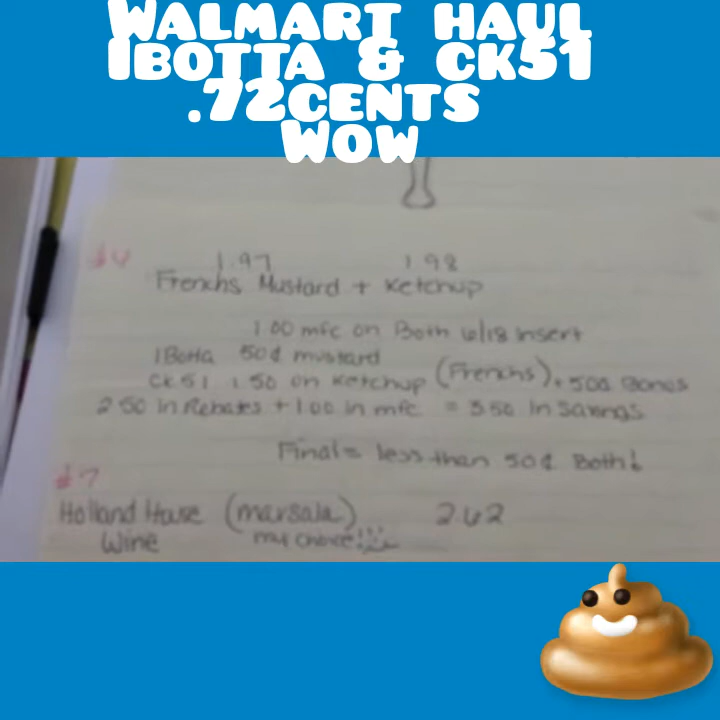 WALMART HAUL
IBOTTA & CK51
.72CENTS
WOW
#6
1.97 1.98
Frenchs Mustard + Ketchup
1.00 mfc on Both 6/18 insert
IBotta 50¢ mustard
CK51 1.50 on Ketchup (Frenchs) + 50¢ Bonus
2.50 in Rebates + 1.00 in mfc = 3.50 in Savings
Final = less than 50¢ Both!
#7
Holland House (marsala) 2.62
Wine my choice!!!